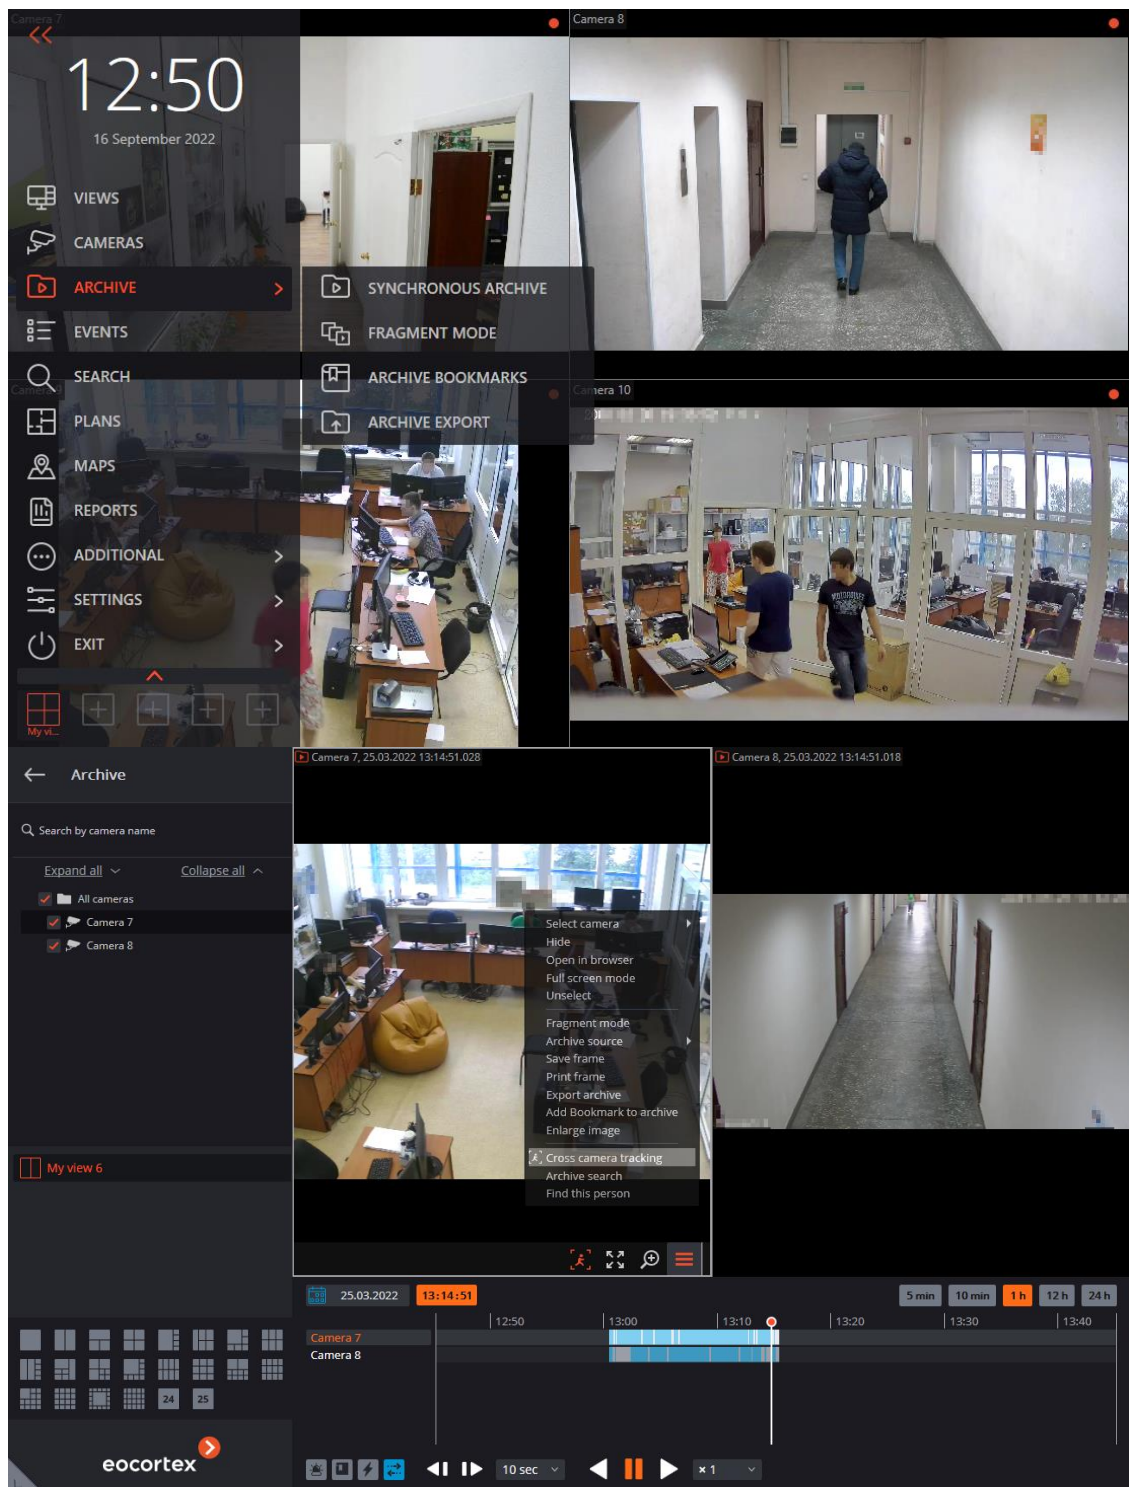 Camera 7
Camera 8
12:50
16 September 2022
VIEWS
CAMERAS
ARCHIVE
SYNCHRONOUS ARCHIVE
EVENTS
FRAGMENT MODE
SEARCH
ARCHIVE BOOKMARKS
Camera 10
PLANS
ARCHIVE EXPORT
MAPS
REPORTS
ADDITIONAL
SETTINGS
EXIT
My vi...
Archive
Camera 7, 25.03.2022 13:14:51.028
Camera 8, 25.03.2022 13:14:51.018
Search by camera name
Expand all
Collapse all
All cameras
Camera 7
Camera 8
Select camera
Hide
Open in browser
Full screen mode
Unselect
Fragment mode
Archive source
Save frame
Print frame
Export archive
Add Bookmark to archive
Enlarge image
Cross camera tracking
Archive search
Find this person
My view 6
25.03.2022
13:14:51
5 min
10 min
1 h
12 h
24 h
12:50
13:00
13:10
13:20
13:30
13:40
Camera 7
Camera 8
24
25
eocortex
10 sec
× 1